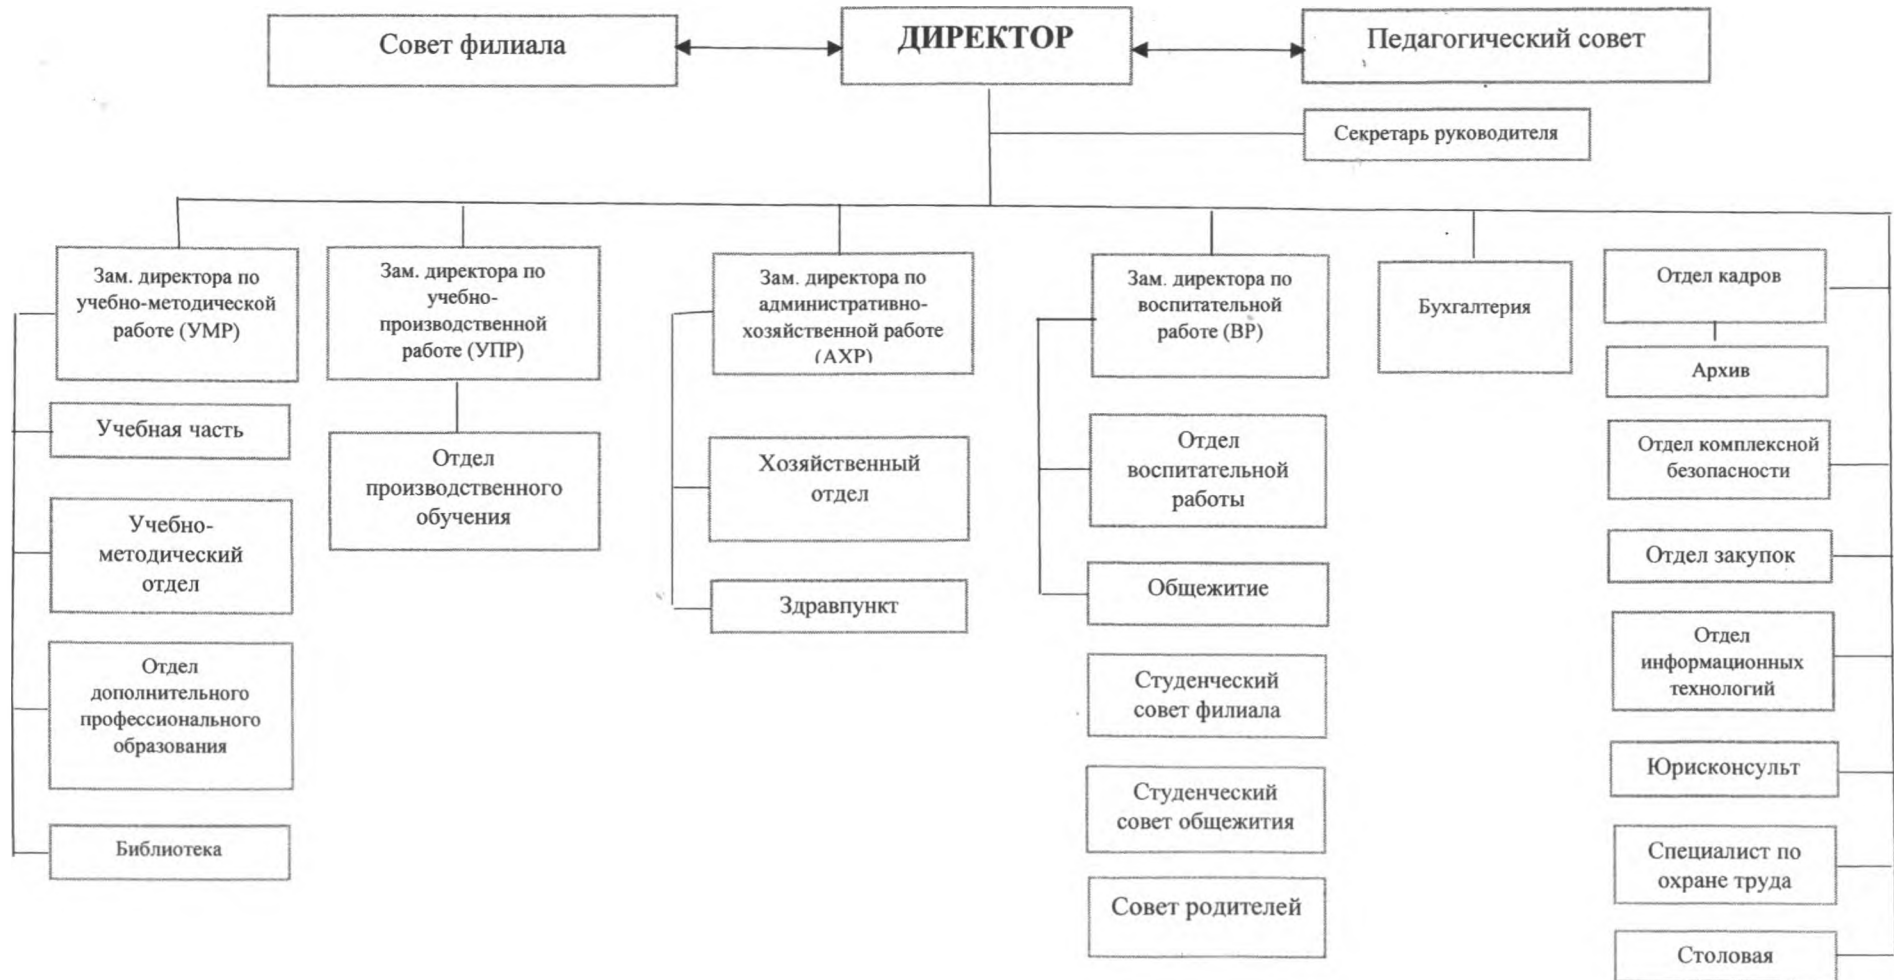 Совет филиала
ДИРЕКТОР
Педагогический совет
Секретарь руководителя
Зам. директора по
учебно-методической
работе (УМР)
Учебная часть
Учебно-
методический
отдел
Отдел
дополнительного
профессионального
образования
Библиотека
Зам. директора по
учебно-
производственной
работе (УПР)
Отдел
производственного
обучения
Зам. директора по
административно-
хозяйственной работе
(АХР)
Хозяйственный
отдел
Здравпункт
Зам. директора по
воспитательной
работе (ВР)
Отдел
воспитательной
работы
Общежитие
Студенческий
совет филиала
Студенческий
совет общежития
Совет родителей
Бухгалтерия
Отдел кадров
Архив
Отдел комплексной
безопасности
Отдел закупок
Отдел
информационных
технологий
Юрисконсульт
Специалист по
охране труда
Столовая